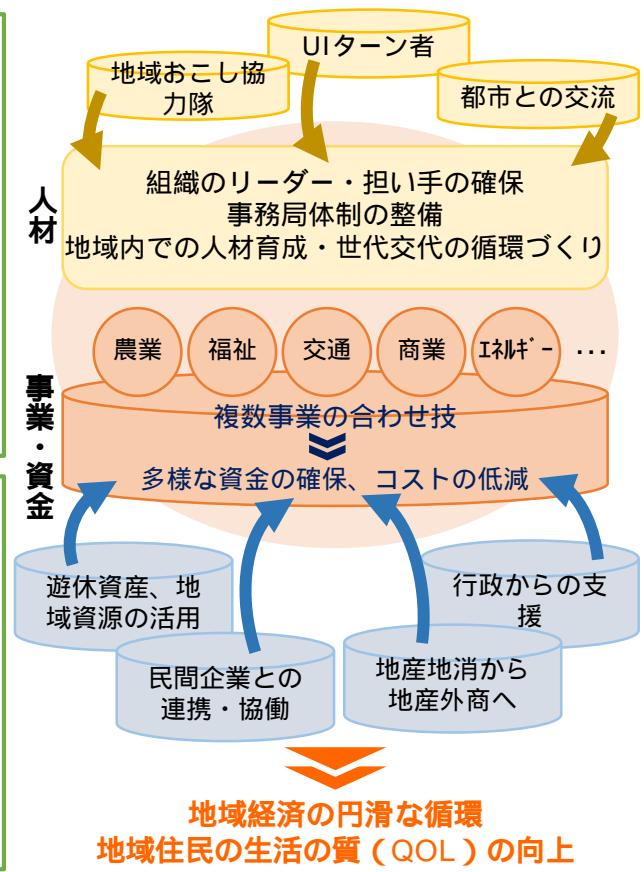 UIターン者
地域おこし協
力隊
都市との交流
人材
組織のリーダー・担い手の確保
事務局体制の整備
地域内での人材育成・世代交代の循環づくり
農業
福祉
交通
商業
ｴﾈﾙｷﾞｰ
…
事業・資金
複数事業の合わせ技
多様な資金の確保、コストの低減
遊休資産、地
域資源の活用
行政からの支
援
民間企業との
連携・協働
地産地消から
地産外商へ
地域経済の円滑な循環
地域住民の生活の質（QOL）の向上